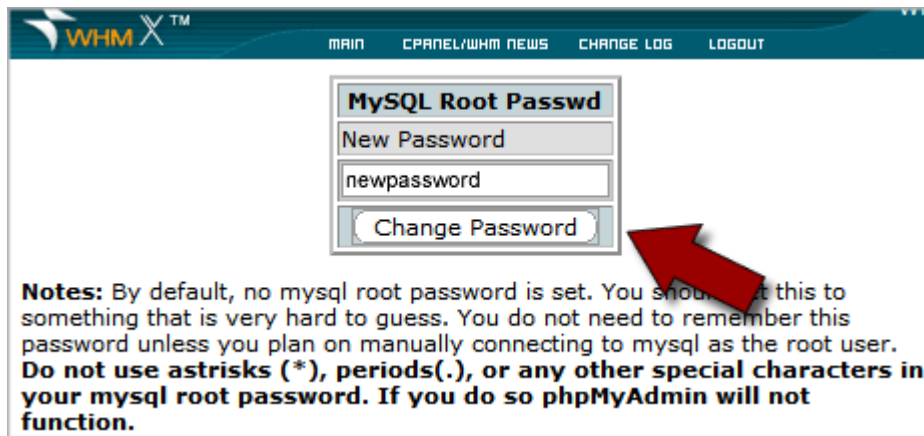 WHM X ™
MAIN CPANEL/WHM NEWS CHANGE LOG LOGOUT
MySQL Root Passwd
New Password
newpassword
Change Password
Notes: By default, no mysql root password is set. You this to
something that is very hard to guess. You do not need to remember this
password unless you plan on manually connecting to mysql as the root user.
Do not use astrisks (*), periods(.), or any other special characters in
your mysql root password. If you do so phpMyAdmin will not
function.